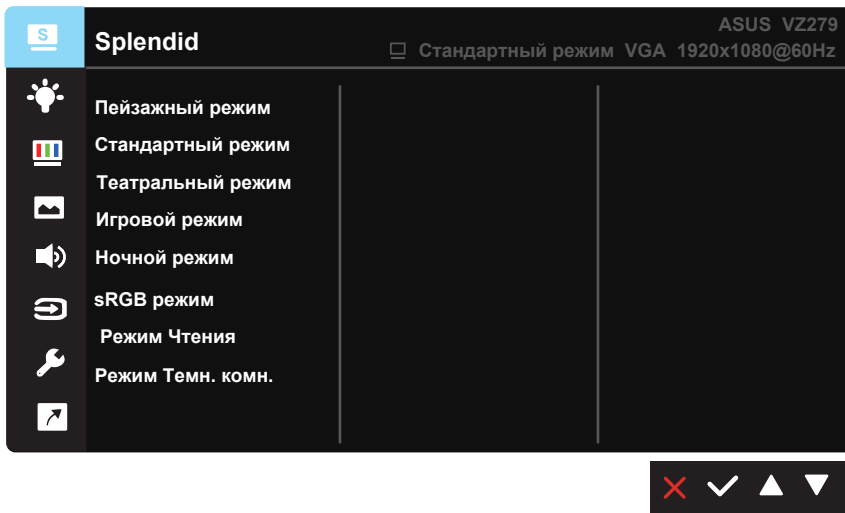 S
Splendid
ASUS VZ279
Стандартный режим VGA 1920x1080@60Hz
Пейзажный режим
Стандартный режим
Театральный режим
Игровой режим
Ночной режим
sRGB режим
Режим Чтения
Режим Темн. комн.